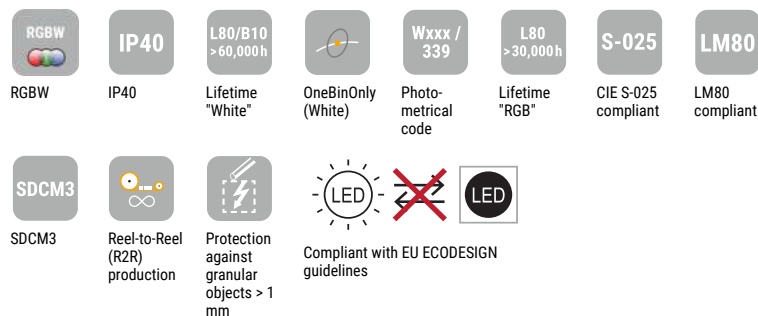 RGBW
IP40
L80/B10
>60,000h
Wxxx /
339
L80
>30,000h
S-025
LM80
RGBW
IP40
Lifetime
"White"
OneBinOnly
(White)
Photo-
metrical
code
Lifetime
"RGB"
CIE S-025
compliant
LM80
compliant
SDCM3
LED
LED
SDCM3
Reel-to-Reel
(R2R)
production
Protection
against
granular
objects > 1
mm
Compliant with EU ECODESIGN
guidelines